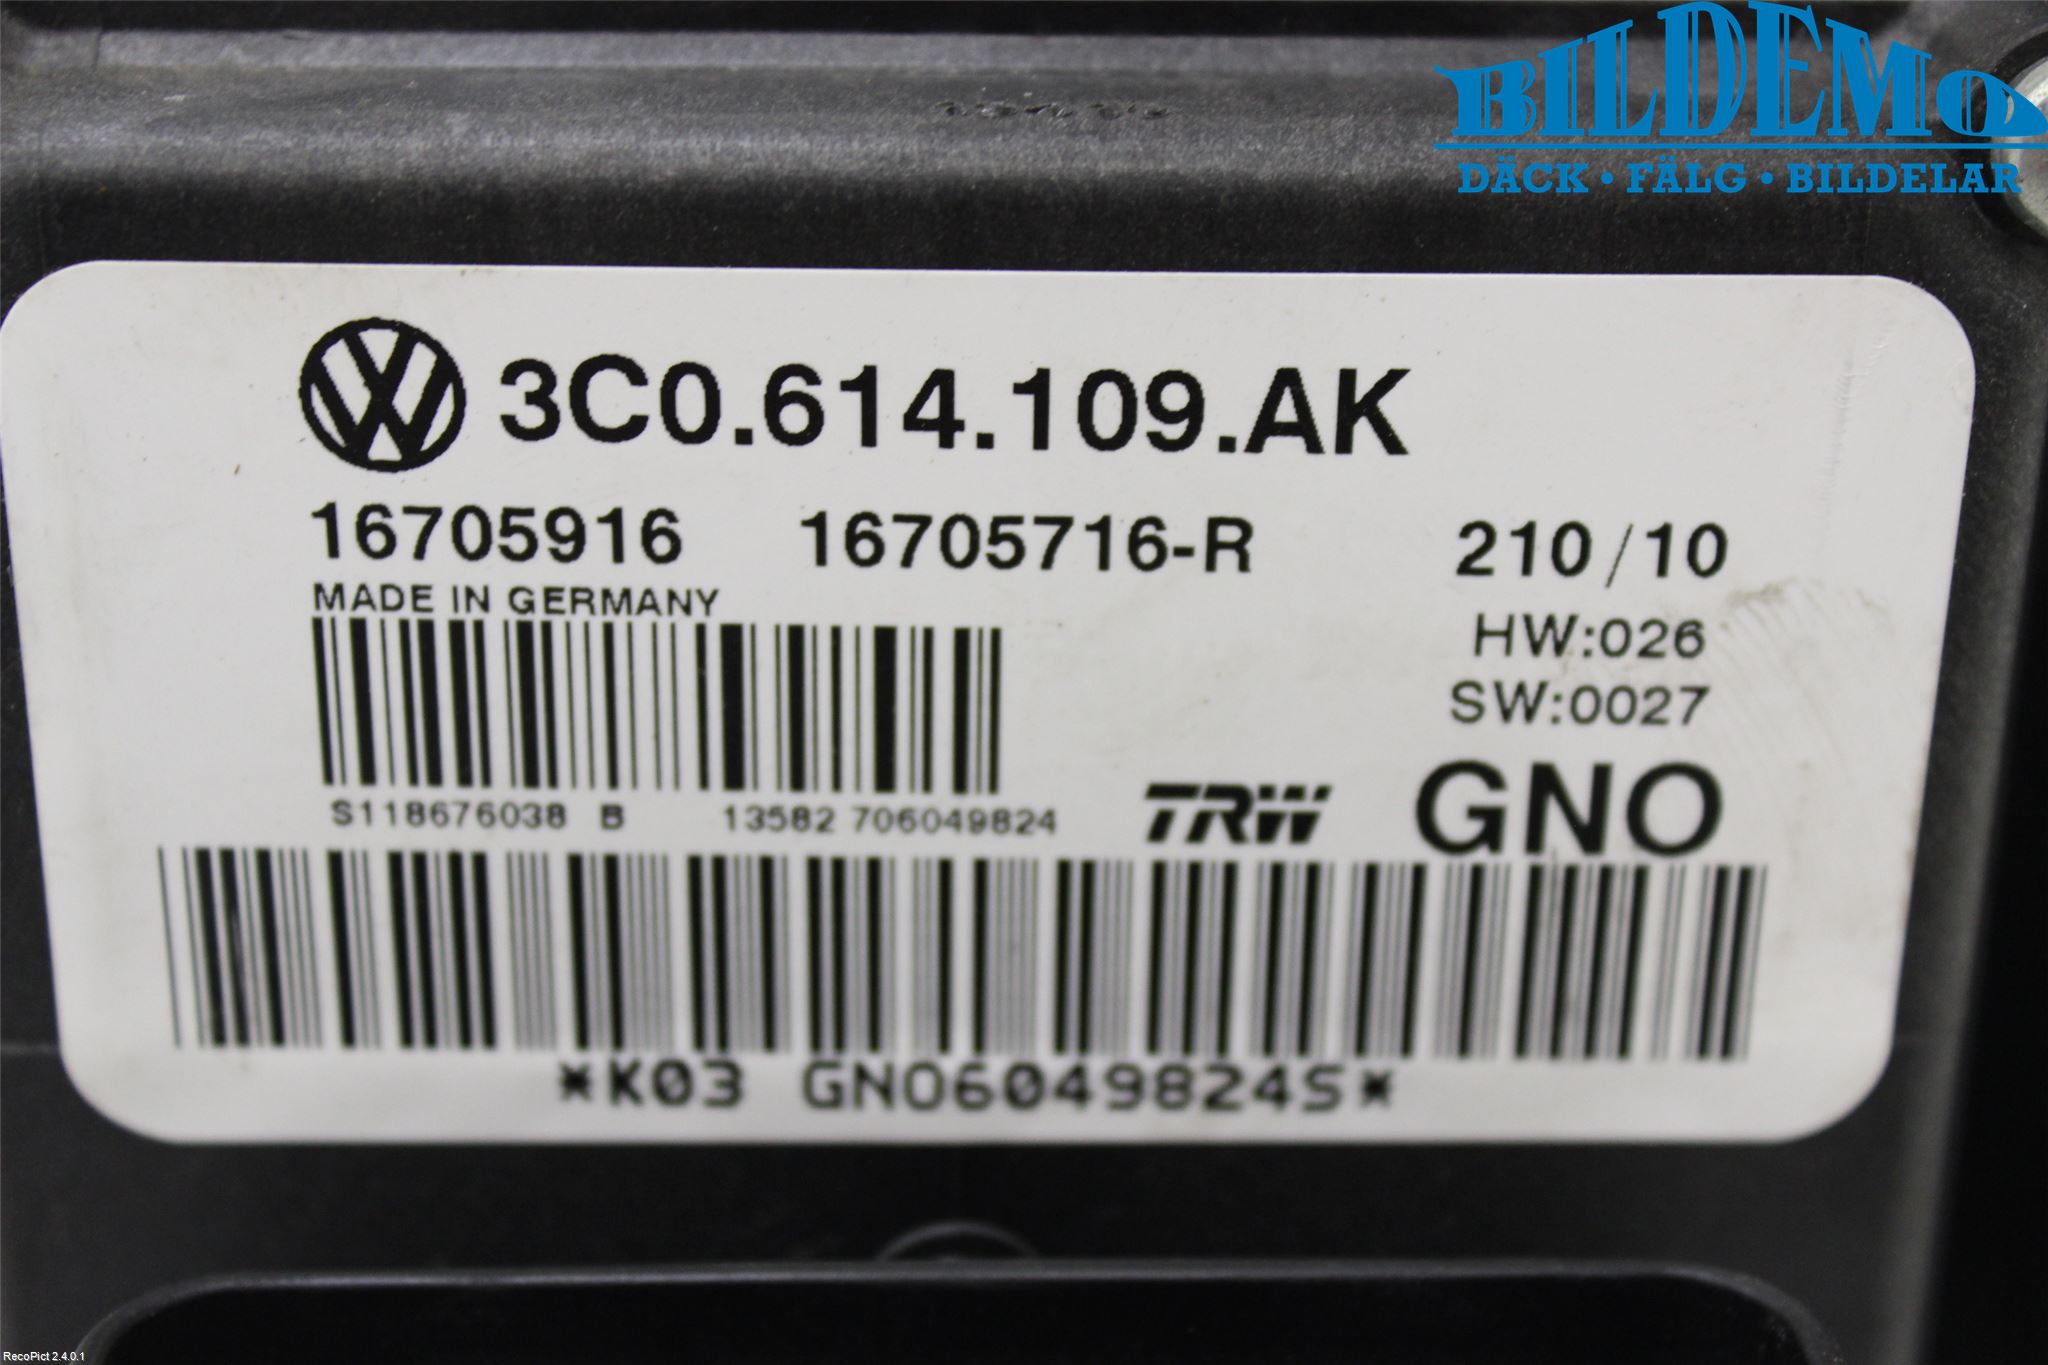 BILDEMO
DÄCK • FÄLG • BILDELAR
3C0.614.109.AK
16705916 16705716-R 210/10
MADE IN GERMANY
HW:026
SW:0027
S118676038 B 13582 706049824
TRW GNO
*K03 GNO6049824S*
RecoPict 2.4.0.1